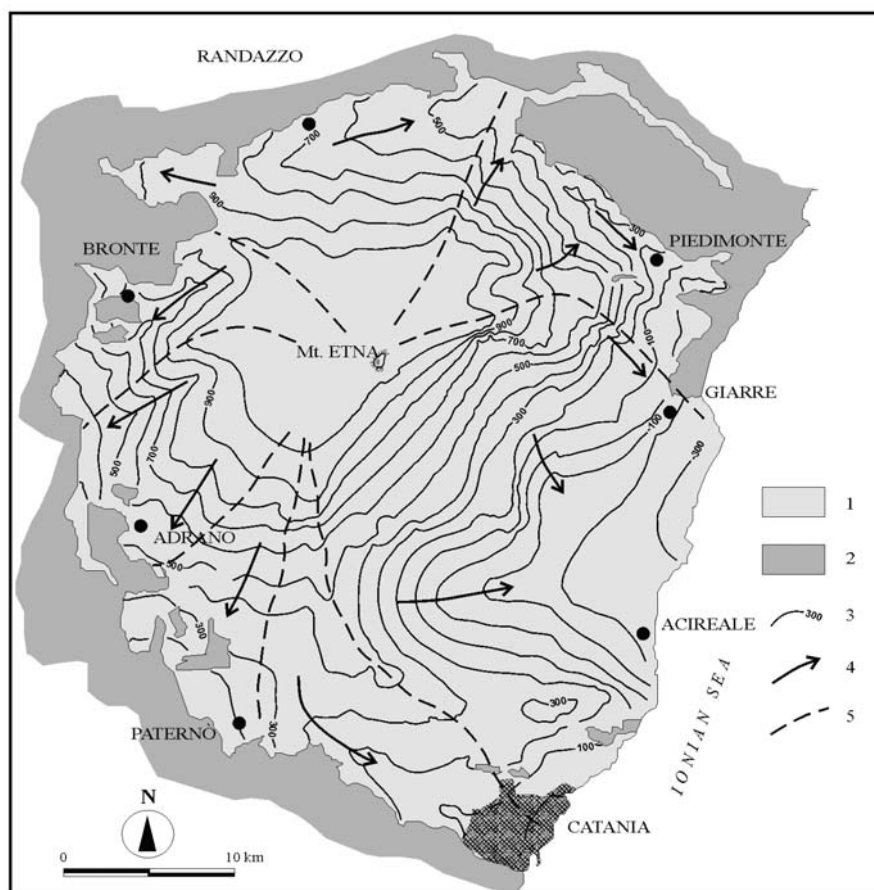 RANDAZZO
500
700
900
300
BRONTE
PIEDIMONTE
100
Mt. ETNA
900
700
500
GIARRE
300
-100
-300
900
700
500
1
ADRANO
2
500
3
300
300
ACIREALE
4
5
PATERNÒ
300
300
100
IONIAN SEA
N
CATANIA
0 10 km